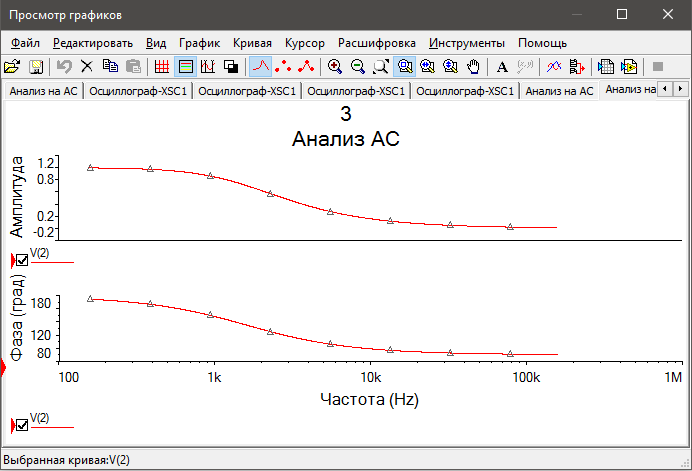 Просмотр графиков
Файл Редактировать Вид График Кривая Курсор Расшифровка Инструменты Помощь
A (x,y)
Анализ на AC Осциллограф-XSC1 Осциллограф-XSC1 Осциллограф-XSC1 Осциллограф-XSC1 Анализ на AC Анализ на
3
Анализ AC
Амплитуда
1.2
0.8
0.2
-0.2
V(2)
Фаза (град)
180
120
80
100 1k 10k 100k 1M
Частота (Hz)
V(2)
Выбранная кривая:V(2)